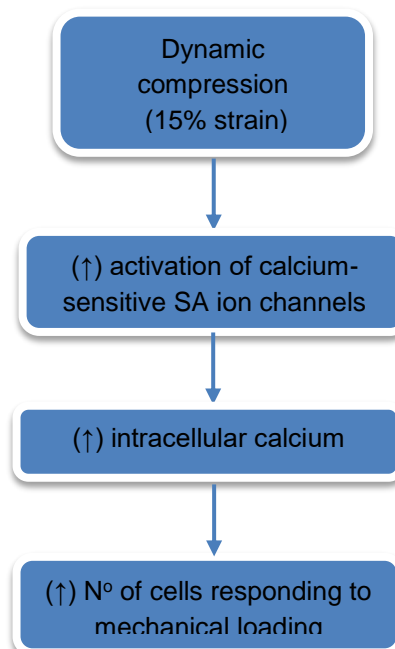 Dynamic
compression
(15% strain)
(↑) activation of calcium-
sensitive SA ion channels
(↑) intracellular calcium
(↑) Nº of cells responding to
mechanical loading